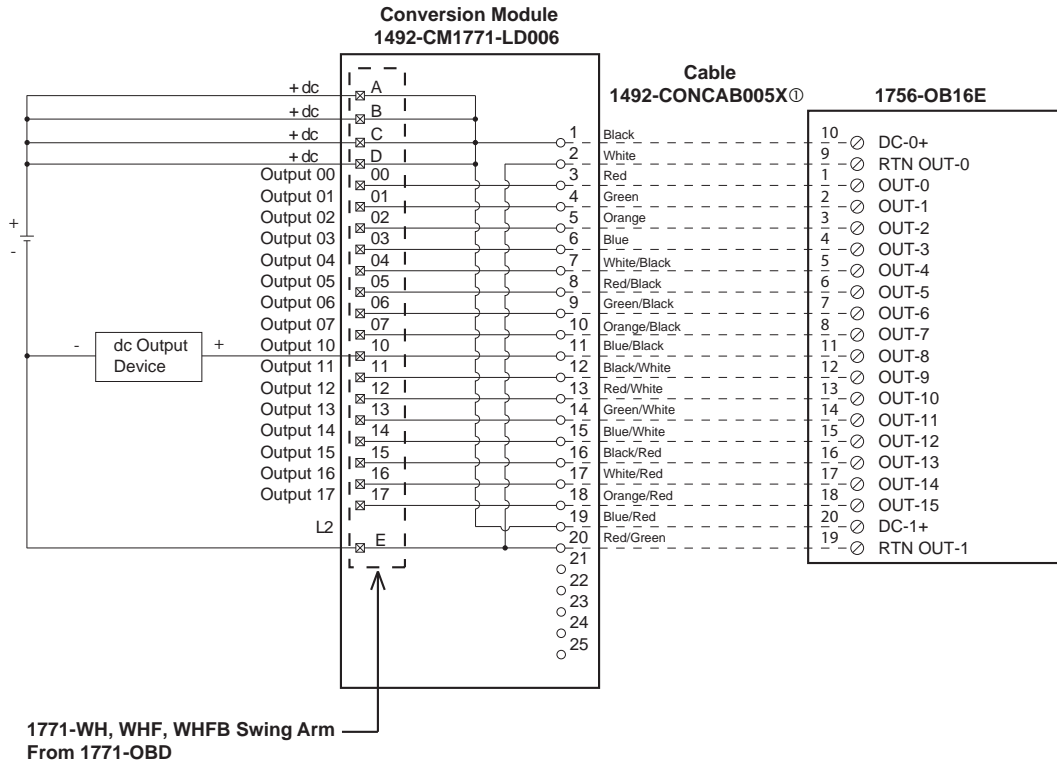 Conversion Module
1492-CM1771-LD006
Cable
1492-CONCAB005X①
1756-OB16E
+ dc A
+ dc B
+ dc C 1 Black 10 DC-0+
+ dc D 2 White 9 RTN OUT-0
Output 00 00 3 Red 1 OUT-0
Output 01 01 4 Green 2 OUT-1
Output 02 02 5 Orange 3 OUT-2
+
Output 03 03 6 Blue 4 OUT-3
-
Output 04 04 7 White/Black 5 OUT-4
Output 05 05 8 Red/Black 6 OUT-5
Output 06 06 9 Green/Black 7 OUT-6
Output 07 07 10 Orange/Black 8 OUT-7
- dc Output Device +
Output 10 10 11 Blue/Black 11 OUT-8
Output 11 11 12 Black/White 12 OUT-9
Output 12 12 13 Red/White 13 OUT-10
Output 13 13 14 Green/White 14 OUT-11
Output 14 14 15 Blue/White 15 OUT-12
Output 15 15 16 Black/Red 16 OUT-13
Output 16 16 17 White/Red 17 OUT-14
Output 17 17 18 Orange/Red 18 OUT-15
L2 19 Blue/Red 20 DC-1+
E 20 Red/Green 19 RTN OUT-1
21
22
23
24
25
1771-WH, WHF, WHFB Swing Arm
From 1771-OBD